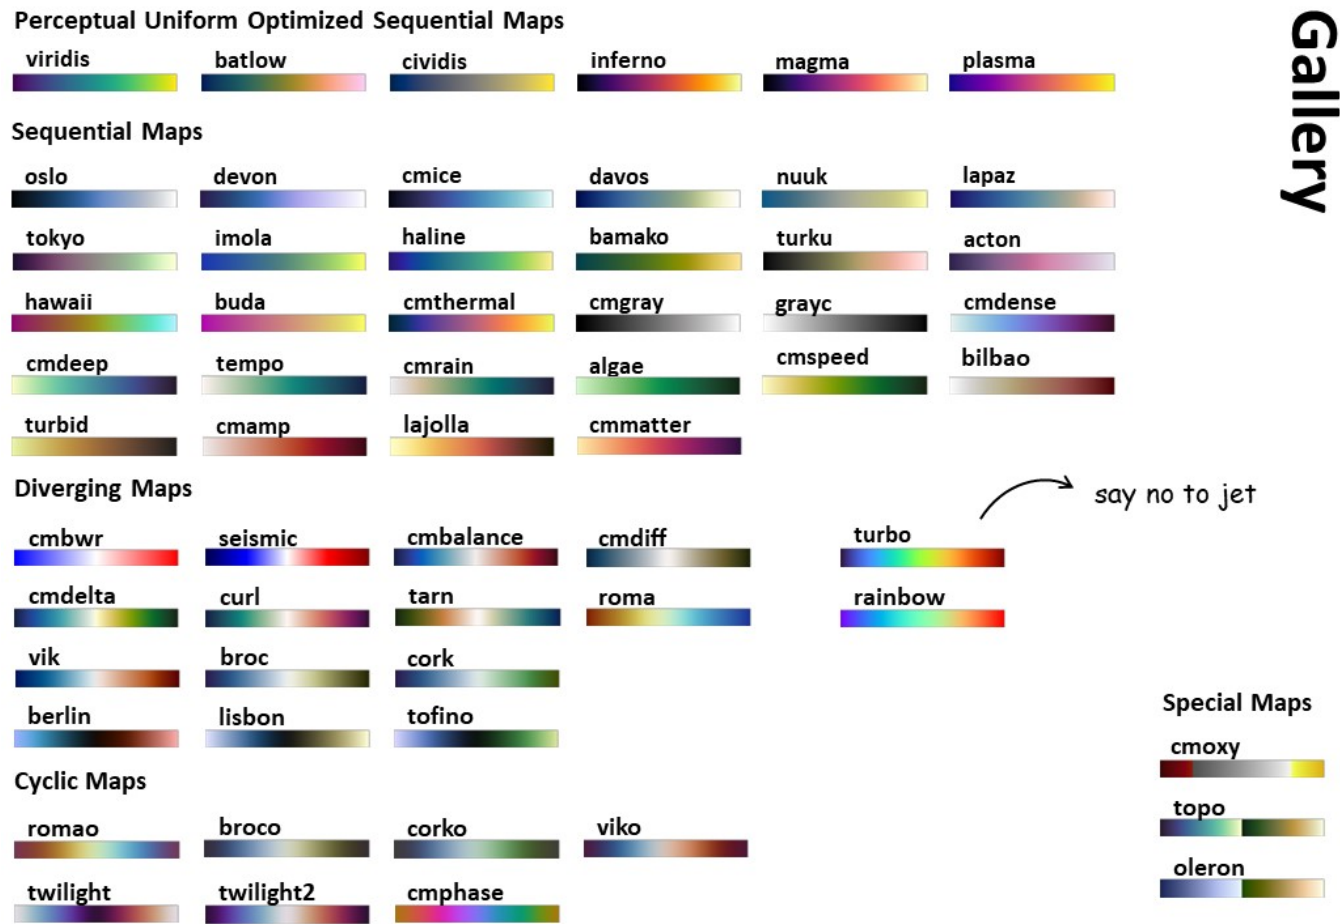 Gallery
Perceptual Uniform Optimized Sequential Maps
viridis batlow cividis inferno magma plasma
Sequential Maps
oslo devon cmice davos nuuk lapaz
tokyo imola haline bamako turku acton
hawaii buda cmthermal cmgray grayc cmdense
cmdeep tempo cmrain algae cmspeed bilbao
turbid cmamp lajolla cmmatter
Diverging Maps
say no to jet
cmbwr seismic cmbalance cmdiff turbo
cmdelta curl tarn roma rainbow
vik broc cork
berlin lisbon tofino
Cyclic Maps
romao broco corko viko
twilight twilight2 cmphase
Special Maps
cmoxy
topo
oleron